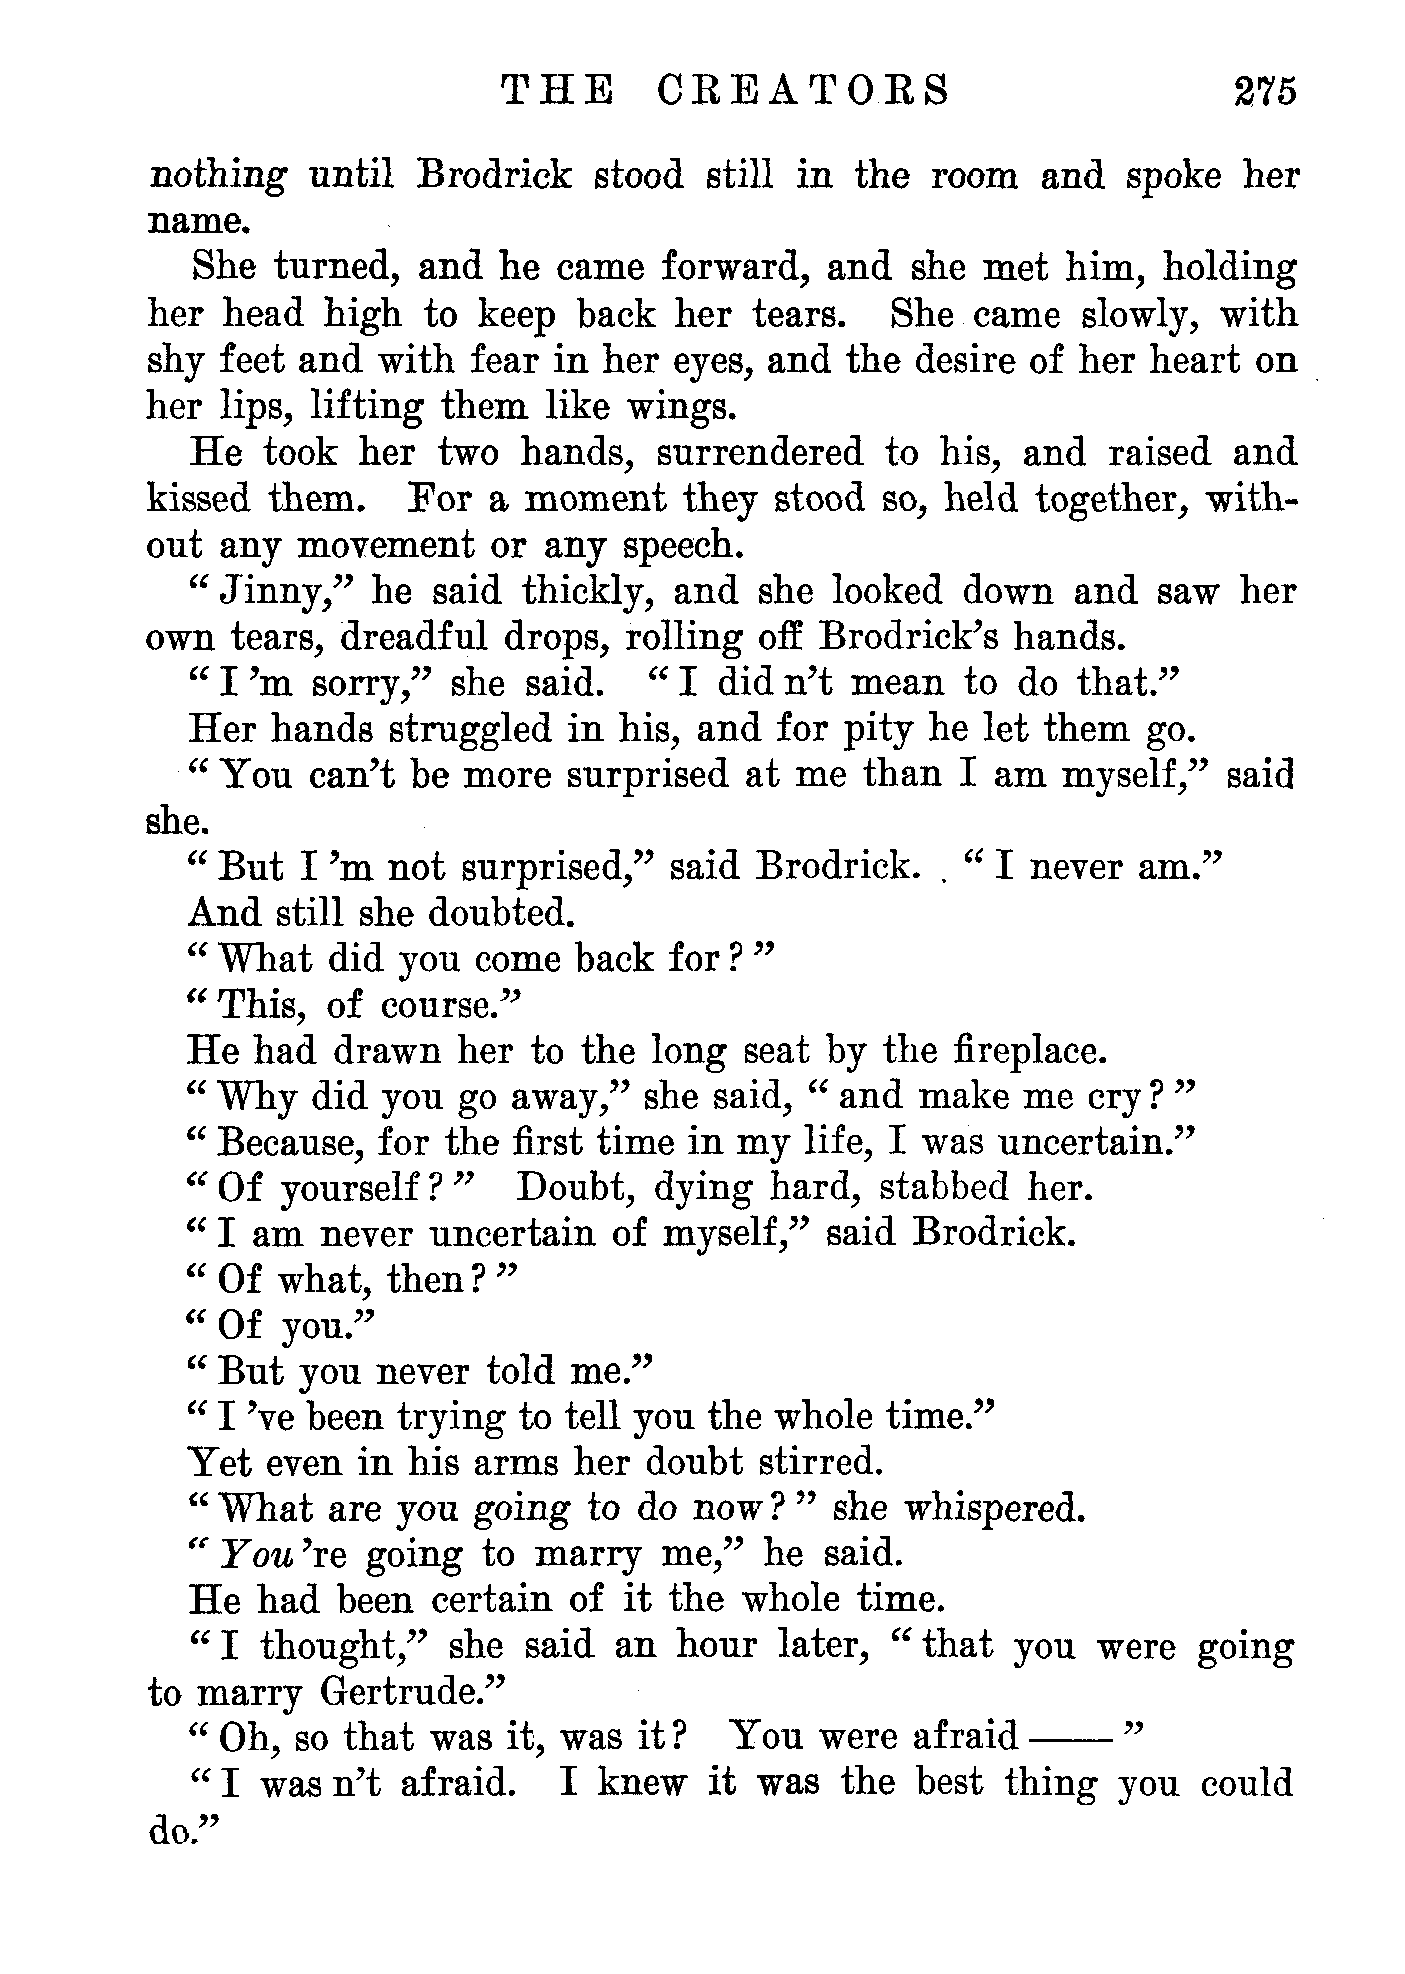 THE CREATORS 275
nothing until Brodrick stood still in the room and spoke her
name.
She turned, and he came forward, and she met him, holding
her head high to keep back her tears. She came slowly, with
shy feet and with fear in her eyes, and the desire of her heart on
her lips, lifting them like wings.
He took her two hands, surrendered to his, and raised and
kissed them. For a moment they stood so, held together, with-
out any movement or any speech.
“Jinny,” he said thickly, and she looked down and saw her
own tears, dreadful drops, rolling off Brodrick’s hands.
“I ’m sorry,” she said. “I did n’t mean to do that.”
Her hands struggled in his, and for pity he let them go.
“You can’t be more surprised at me than I am myself,” said
she.
“But I ’m not surprised,” said Brodrick. “I never am.”
And still she doubted.
“What did you come back for?”
“This, of course.”
He had drawn her to the long seat by the fireplace.
“Why did you go away,” she said, “and make me cry?”
“Because, for the first time in my life, I was uncertain.”
“Of yourself?” Doubt, dying hard, stabbed her.
“I am never uncertain of myself,” said Brodrick.
“Of what, then?”
“Of you.”
“But you never told me.”
“I ’ve been trying to tell you the whole time.”
Yet even in his arms her doubt stirred.
“What are you going to do now?” she whispered.
“You ’re going to marry me,” he said.
He had been certain of it the whole time.
“I thought,” she said an hour later, “that you were going
to marry Gertrude.”
“Oh, so that was it, was it? You were afraid——”
“I was n’t afraid. I knew it was the best thing you could
do.”